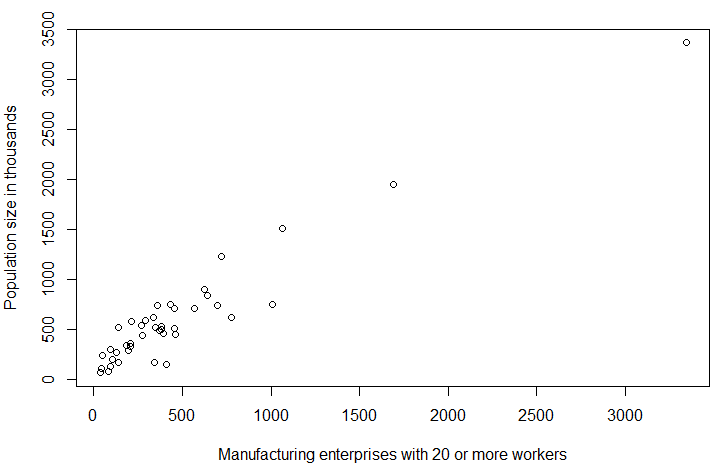 Population size in thousands
3500
3000
2500
2000
1500
1000
500
0
0 500 1000 1500 2000 2500 3000
Manufacturing enterprises with 20 or more workers